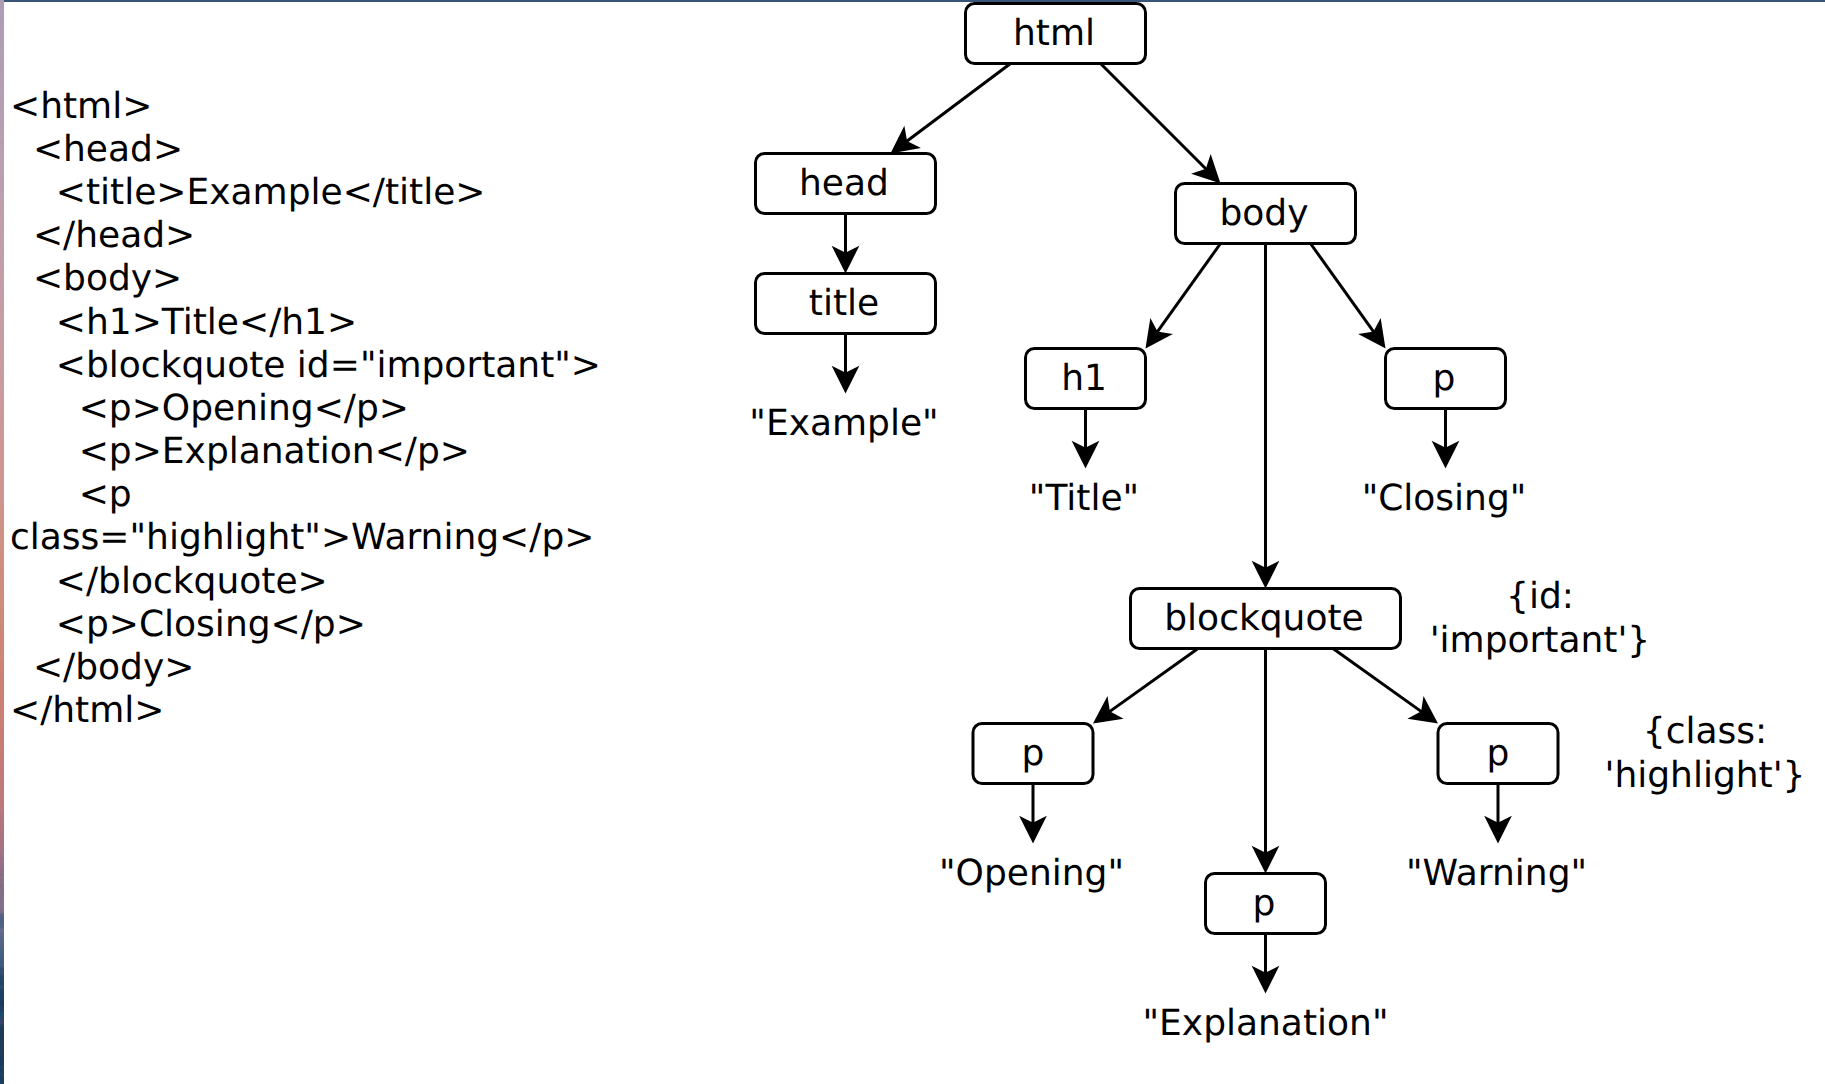 <html>
  <head>
    <title>Example</title>
  </head>
  <body>
    <h1>Title</h1>
    <blockquote id="important">
      <p>Opening</p>
      <p>Explanation</p>
      <p
class="highlight">Warning</p>
    </blockquote>
    <p>Closing</p>
  </body>
</html>
html
head
body
title
h1
p
"Example"
"Title"
"Closing"
blockquote
{id:
'important'}
p
p
{class:
'highlight'}
"Opening"
"Warning"
p
"Explanation"